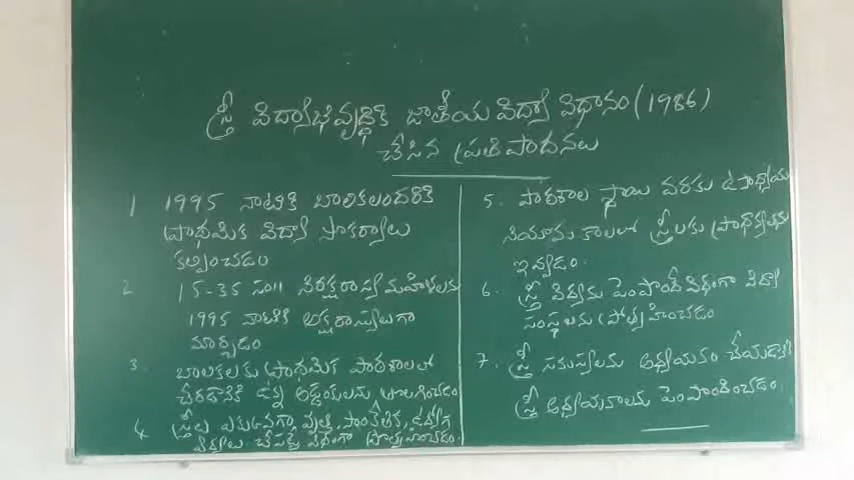 స్త్రీ విద్యాభివృద్ధికి జాతీయ విద్యా విధానం (1986)
చేసిన ప్రతిపాదనలు
1 1995 నాటికి బాలికలందరికి
ప్రాథమిక విద్యా సౌకర్యాలు
కల్పించడం
2 15-35 సం॥ నిరక్షరాస్య మహిళలను
1995 నాటికి అక్షరాస్యులుగా
మార్చడం
3. బాలికలకు ప్రాథమిక పాఠశాలలో
చేరడానికి ఉన్న అడ్డంకులను తొలగించడం
4 స్త్రీలు ఎక్కువగా వృత్తి, సాంకేతిక, ఉద్యోగ
విద్యలు చేపట్టే విధంగా ప్రోత్సహించడం.
5. పాఠశాల స్థాయి వరకు ఉపాధ్యాయ
నియామకాలలో స్త్రీలకు ప్రాధాన్యతను
ఇవ్వడం.
6. స్త్రీ విద్యను పెంపొందే విధంగా విద్యా
సంస్థలను ప్రోత్సహించడం
7. స్త్రీ సమస్యలను అధ్యయనం చేయడానికి
స్త్రీ అధ్యయనాలను పెంపొందించడం.